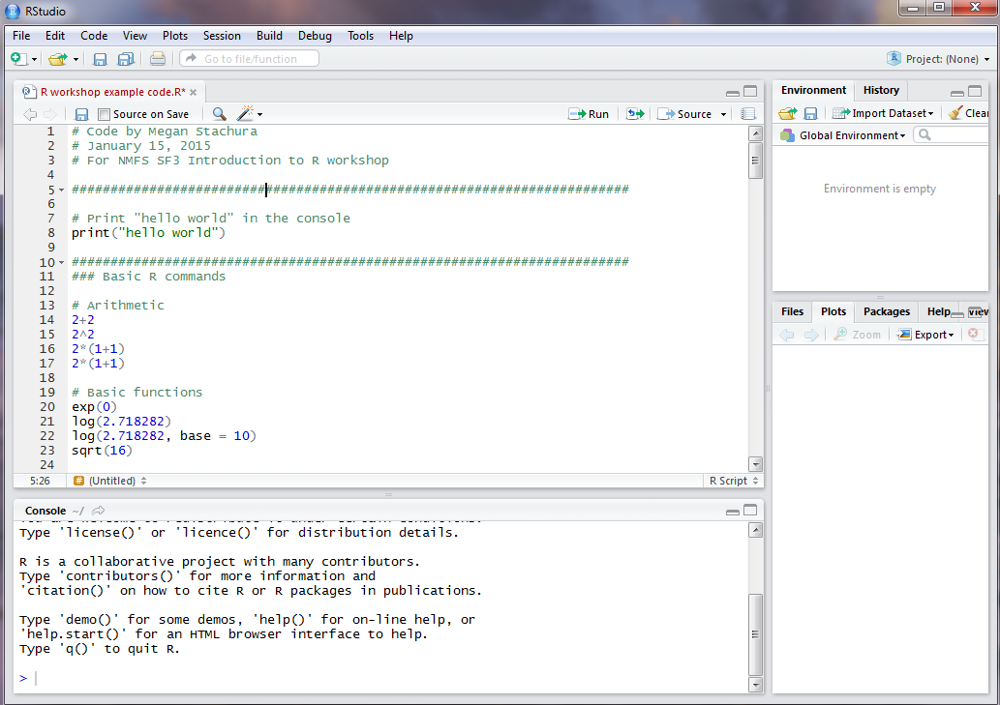 RStudio
File Edit Code View Plots Session Build Debug Tools Help
Go to file/function
Project: (None)
R workshop example code.R*
Source on Save
Run
Source
1 # Code by Megan Stachura
2 # January 15, 2015
3 # For NMFS SF3 Introduction to R workshop
4
5 ########################################################################
6
7 # Print "hello world" in the console
8 print("hello world")
9
10 ########################################################################
11 ### Basic R commands
12
13 # Arithmetic
14 2+2
15 2^2
16 2*(1+1)
17 2*(1+1)
18
19 # Basic functions
20 exp(0)
21 log(2.718282)
22 log(2.718282, base = 10)
23 sqrt(16)
24
5:26 # (Untitled) R Script
Console ~/
You are welcome to redistribute it under certain conditions.
Type 'license()' or 'licence()' for distribution details.
R is a collaborative project with many contributors.
Type 'contributors()' for more information and
'citation()' on how to cite R or R packages in publications.
Type 'demo()' for some demos, 'help()' for on-line help, or
'help.start()' for an HTML browser interface to help.
Type 'q()' to quit R.
>
Environment History
Import Dataset Clear
Global Environment
Environment is empty
Files Plots Packages Help View
Zoom Export